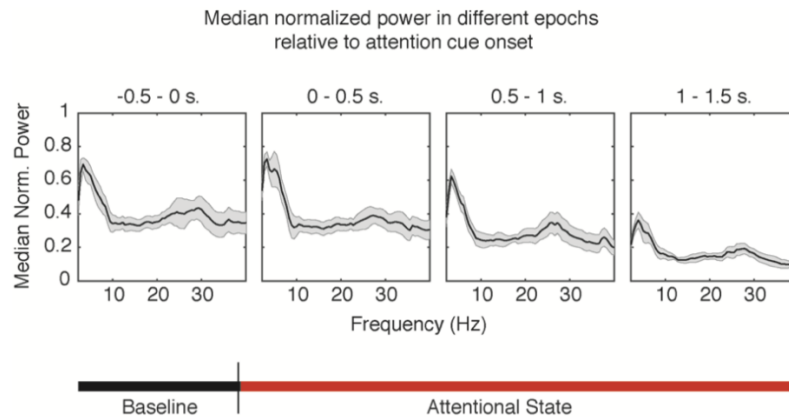 Median normalized power in different epochs
relative to attention cue onset
-0.5 - 0 s.
0 - 0.5 s.
0.5 - 1 s.
1 - 1.5 s.
Median Norm. Power
1
0.8
0.6
0.4
0.2
0
10 20 30
10 20 30
10 20 30
10 20 30
Frequency (Hz)
Baseline
Attentional State